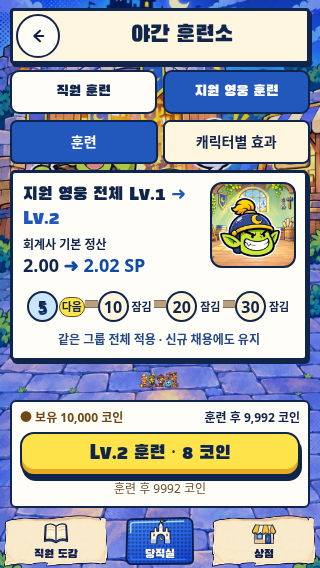 야간 훈련소
직원 훈련
지원 영웅 훈련
훈련
캐릭터별 효과
지원 영웅 전체 Lv.1 →
Lv.2
회계사 기본 정산
2.00 → 2.02 SP
5 다음 10 잠김 20 잠김 30 잠김
같은 그룹 전체 적용 · 신규 채용에도 유지
보유 10,000 코인
훈련 후 9,992 코인
Lv.2 훈련 · 8 코인
훈련 후 9992 코인
직원 도감
당직실
상점